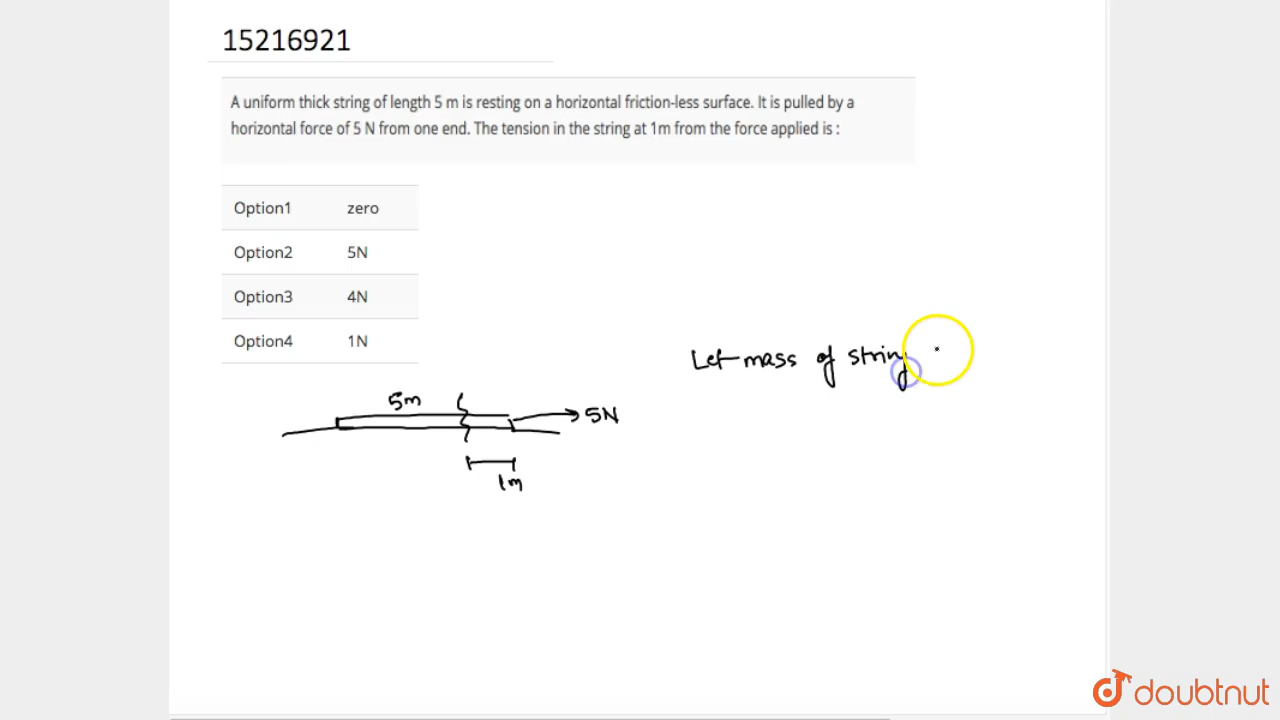 15216921
A uniform thick string of length 5 m is resting on a horizontal friction-less surface. It is pulled by a
horizontal force of 5 N from one end. The tension in the string at 1m from the force applied is :
Option1 zero
Option2 5N
Option3 4N
Option4 1N
Let mass of string
5m
5N
1m
doubtnut